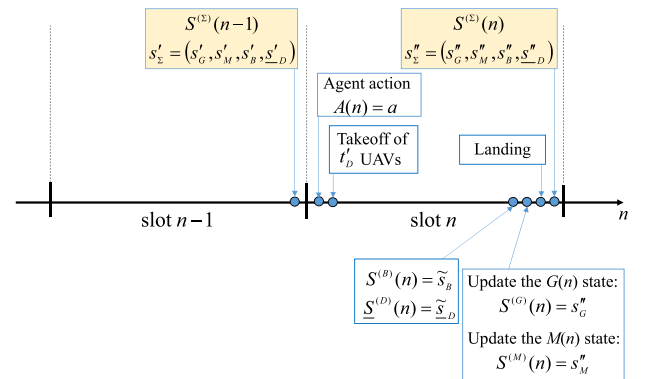 S^(Σ)(n−1)
s′_Σ = (s′_G, s′_M, s′_B, s′_D)
S^(Σ)(n)
s″_Σ = (s″_G, s″_M, s″_B, s″_D)
Agent action
A(n) = a
Takeoff of
t′_D UAVs
Landing
slot n−1
slot n
n
S^(B)(n) = s̃_B
S^(D)(n) = s̃_D
Update the G(n) state:
S^(G)(n) = s″_G
Update the M(n) state:
S^(M)(n) = s″_M